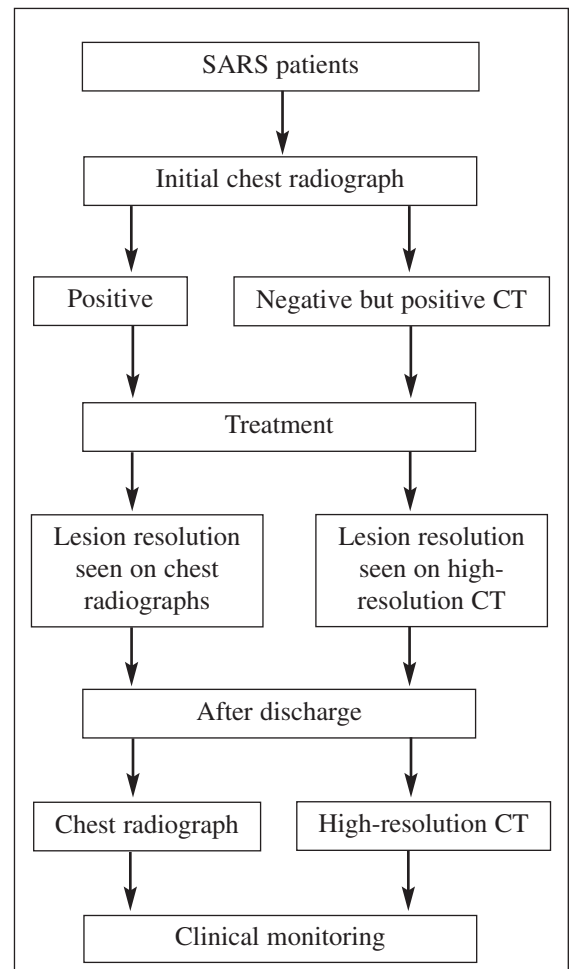 SARS patients
Initial chest radiograph
Positive
Negative but positive CT
Treatment
Lesion resolution
seen on chest
radiographs
Lesion resolution
seen on high-
resolution CT
After discharge
Chest radiograph
High-resolution CT
Clinical monitoring